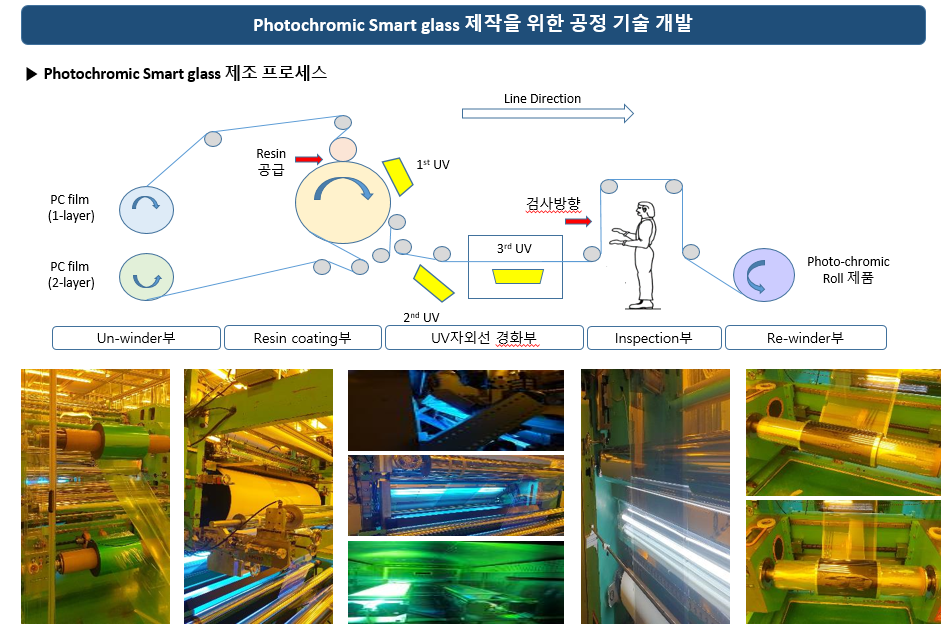 Photochromic Smart glass 제작을 위한 공정 기술 개발
▶ Photochromic Smart glass 제조 프로세스
Line Direction
Resin
공급
1st UV
PC film
(1-layer)
검사방향
3rd UV
PC film
(2-layer)
Photo-chromic
Roll 제품
2nd UV
Un-winder부
Resin coating부
UV자외선 경화부
Inspection부
Re-winder부